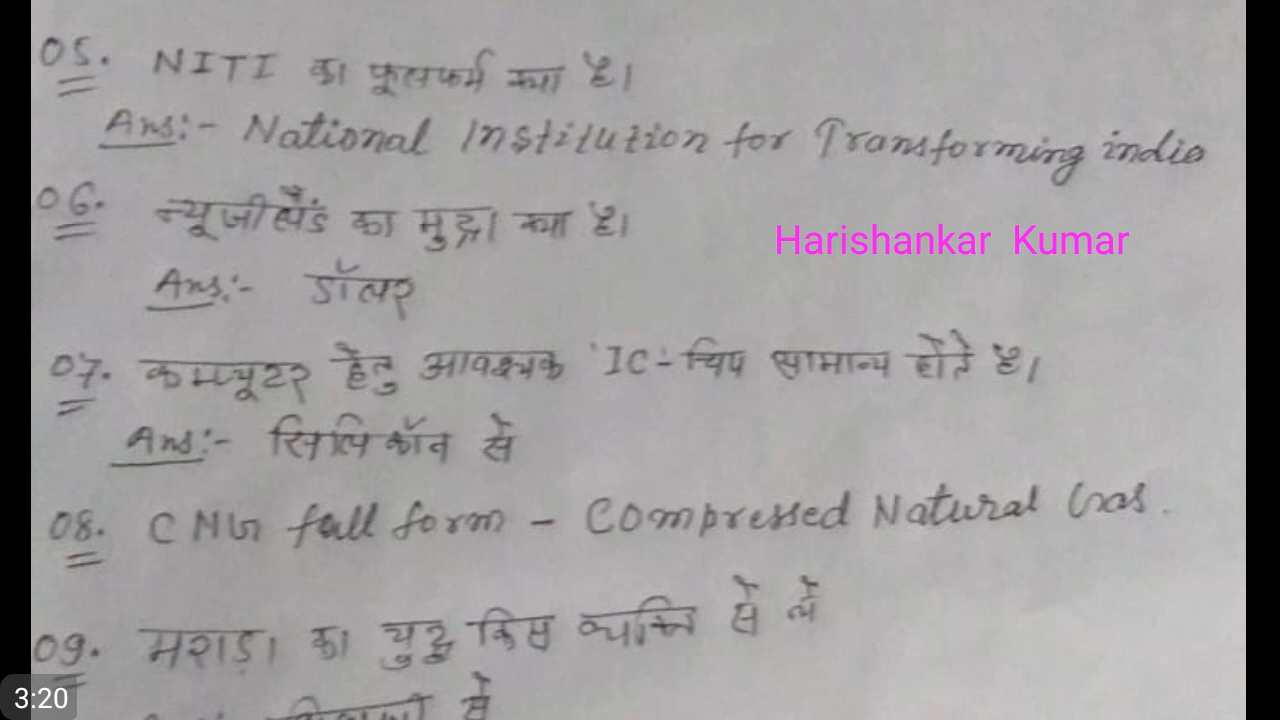 05. NITI का फूलफर्म क्या है।
Ans:- National Institution for Transforming india
06. न्यूजीलैंड का मुद्रा क्या है।
Harishankar Kumar
Ans:- डॉलर
07. कम्प्यूटर हेतु आवश्यक IC-चिप सामान्य होते है।
Ans:- सिलिकॉन से
08. CNG full form - Compressed Natural Gas.
09. मराठा का युद्ध किस व्यक्ति से
से
3:20